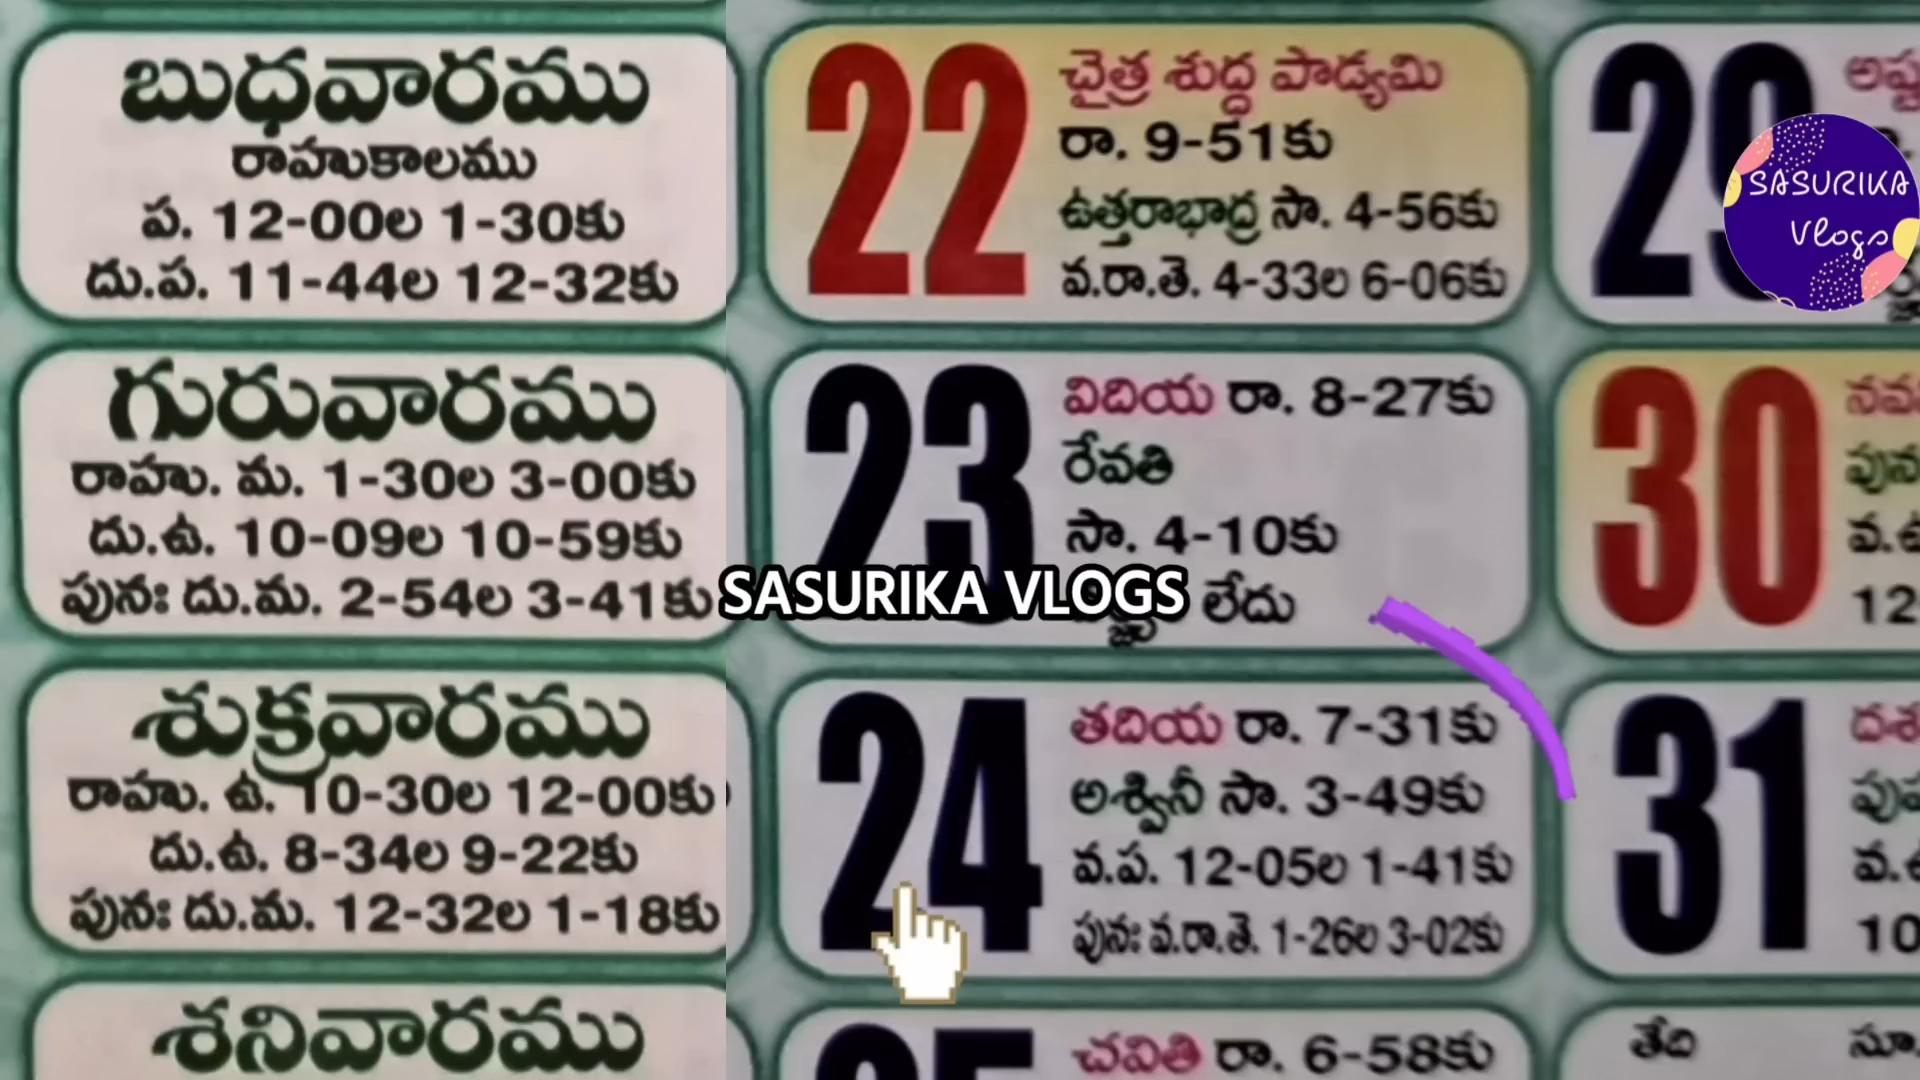 బుధవారము
రాహుకాలము
ప. 12-00ల 1-30కు
దు.ప. 11-44ల 12-32కు
22
చైత్ర శుద్ధ పాడ్యమి
రా. 9-51కు
ఉత్తరాభాద్ర సా. 4-56కు
వ.రా.తె. 4-33ల 6-06కు
29
SASURIKA
Vlogs
గురువారము
రాహు. మ. 1-30ల 3-00కు
దు.ఉ. 10-09ల 10-59కు
పునః దు.మ. 2-54ల 3-41కు
23
విదియ రా. 8-27కు
రేవతి
సా. 4-10కు
లేదు
SASURIKA VLOGS
30
వ.ఉ
12
శుక్రవారము
రాహు. ఉ. 10-30ల 12-00కు
దు.ఉ. 8-34ల 9-22కు
పునః దు.మ. 12-32ల 1-18కు
24
తదియ రా. 7-31కు
అశ్వినీ సా. 3-49కు
వ.ప. 12-05ల 1-41కు
పునః వ.రా.తె. 1-26ల 3-02కు
31
10
శనివారము
చవితి రా. 6-58కు
తేది
సూ.